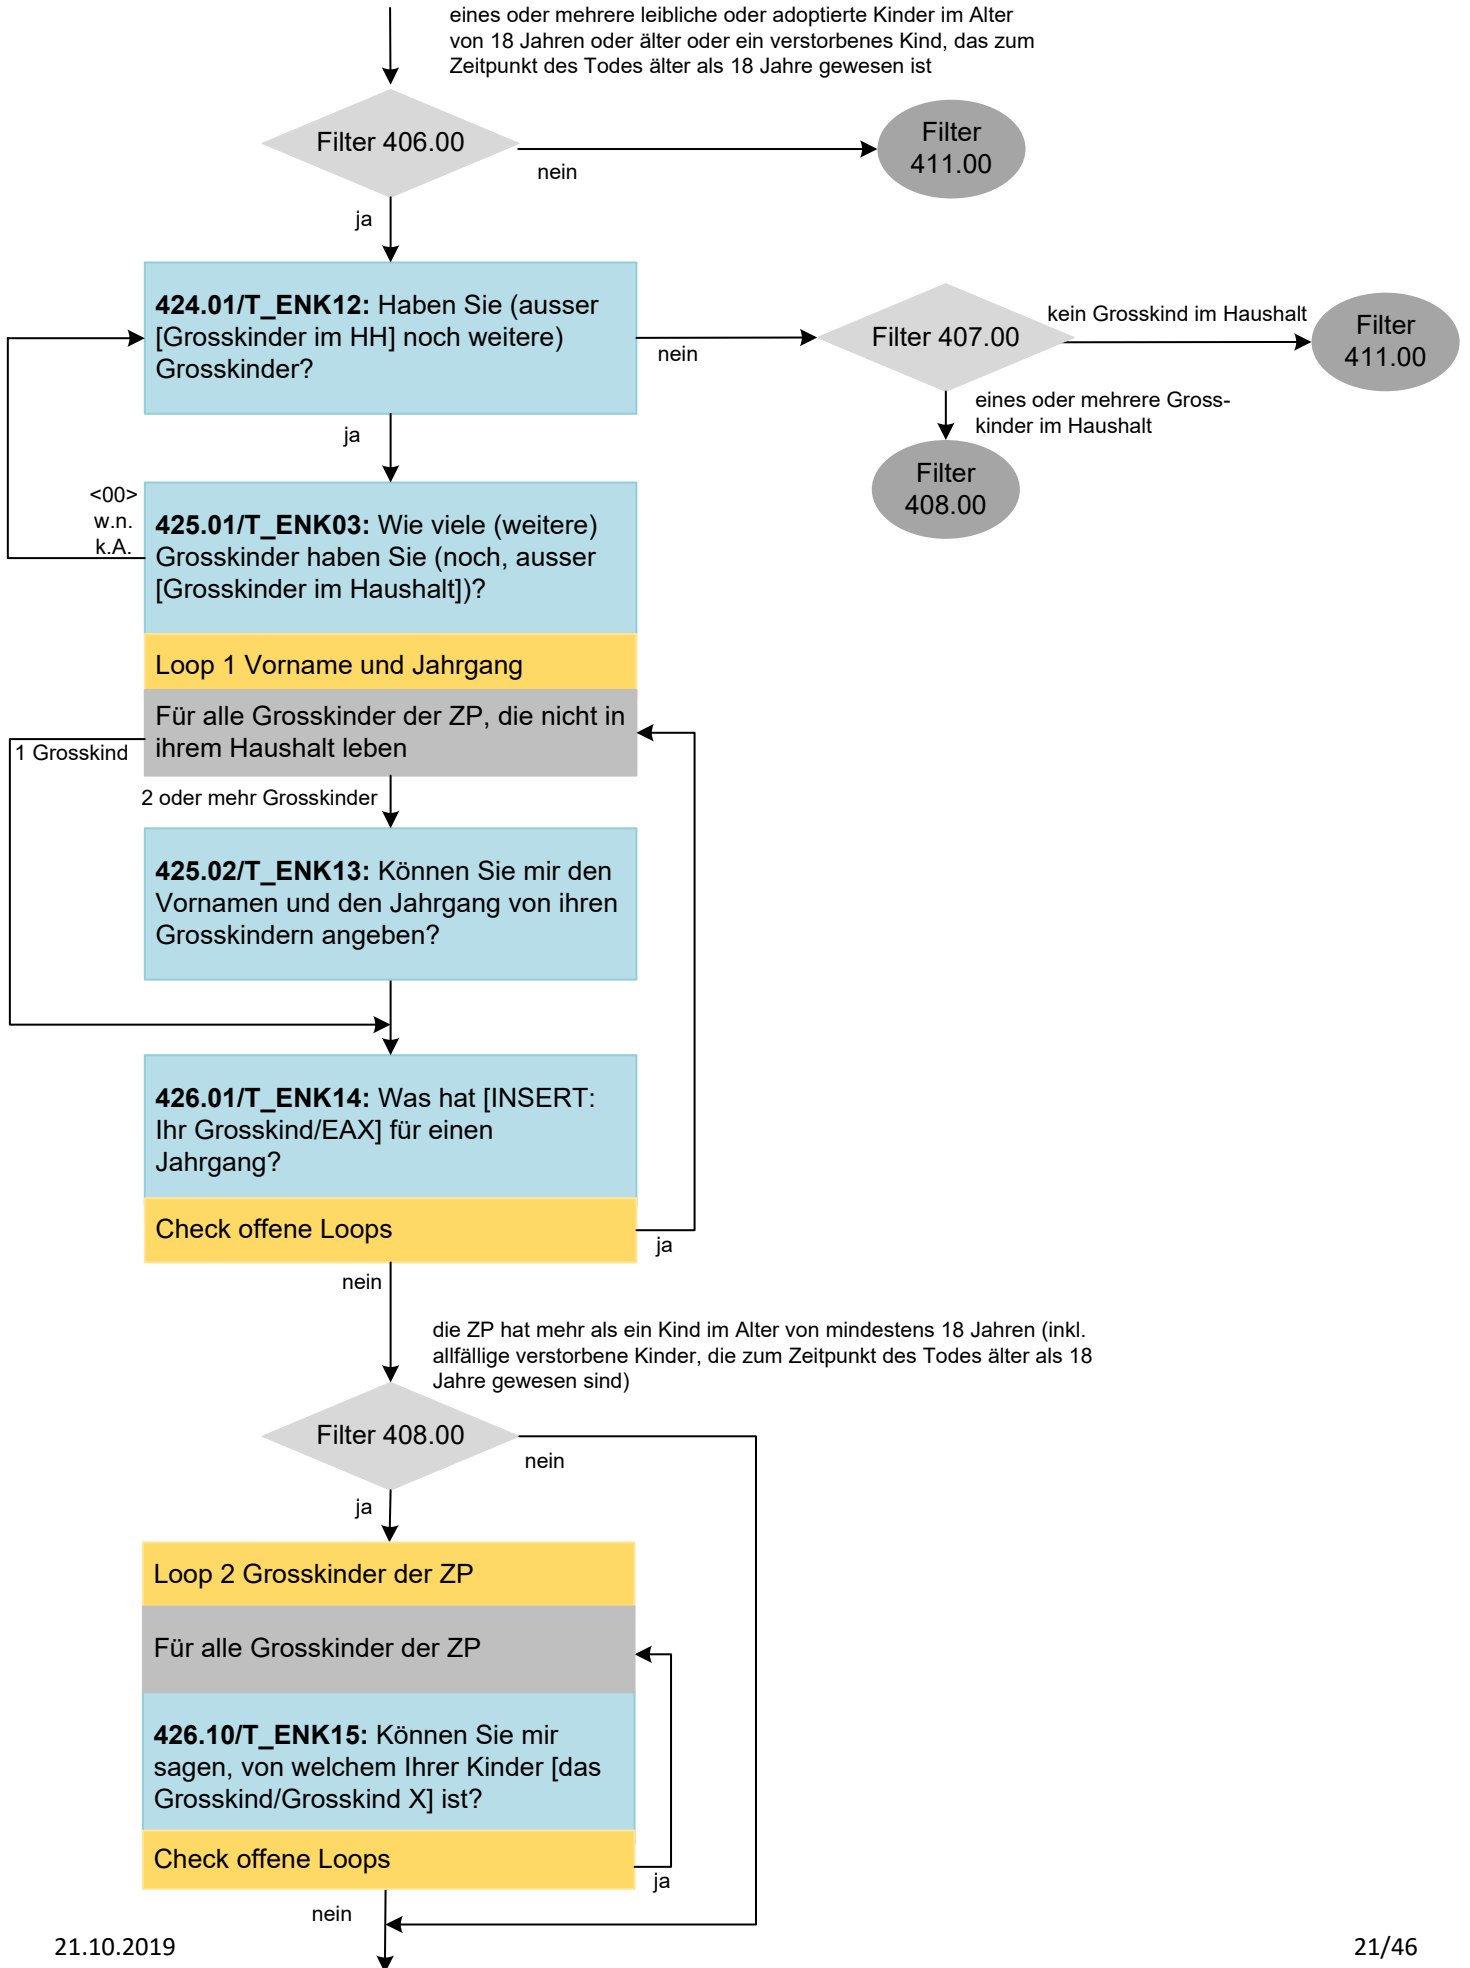 eines oder mehrere leibliche oder adoptierte Kinder im Alter
von 18 Jahren oder älter oder ein verstorbenes Kind, das zum
Zeitpunkt des Todes älter als 18 Jahre gewesen ist
Filter 406.00
nein
Filter
411.00
ja
424.01/T_ENK12: Haben Sie (ausser
[Grosskinder im HH] noch weitere)
Grosskinder?
nein
Filter 407.00
kein Grosskind im Haushalt
Filter
411.00
eines oder mehrere Gross-
kinder im Haushalt
Filter
408.00
ja
<00>
w.n.
k.A.
425.01/T_ENK03: Wie viele (weitere)
Grosskinder haben Sie (noch, ausser
[Grosskinder im Haushalt])?
Loop 1 Vorname und Jahrgang
Für alle Grosskinder der ZP, die nicht in
ihrem Haushalt leben
1 Grosskind
2 oder mehr Grosskinder
425.02/T_ENK13: Können Sie mir den
Vornamen und den Jahrgang von ihren
Grosskindern angeben?
426.01/T_ENK14: Was hat [INSERT:
Ihr Grosskind/EAX] für einen
Jahrgang?
Check offene Loops
ja
nein
die ZP hat mehr als ein Kind im Alter von mindestens 18 Jahren (inkl.
allfällige verstorbene Kinder, die zum Zeitpunkt des Todes älter als 18
Jahre gewesen sind)
Filter 408.00
nein
ja
Loop 2 Grosskinder der ZP
Für alle Grosskinder der ZP
426.10/T_ENK15: Können Sie mir
sagen, von welchem Ihrer Kinder [das
Grosskind/Grosskind X] ist?
Check offene Loops
ja
nein
21.10.2019
21/46